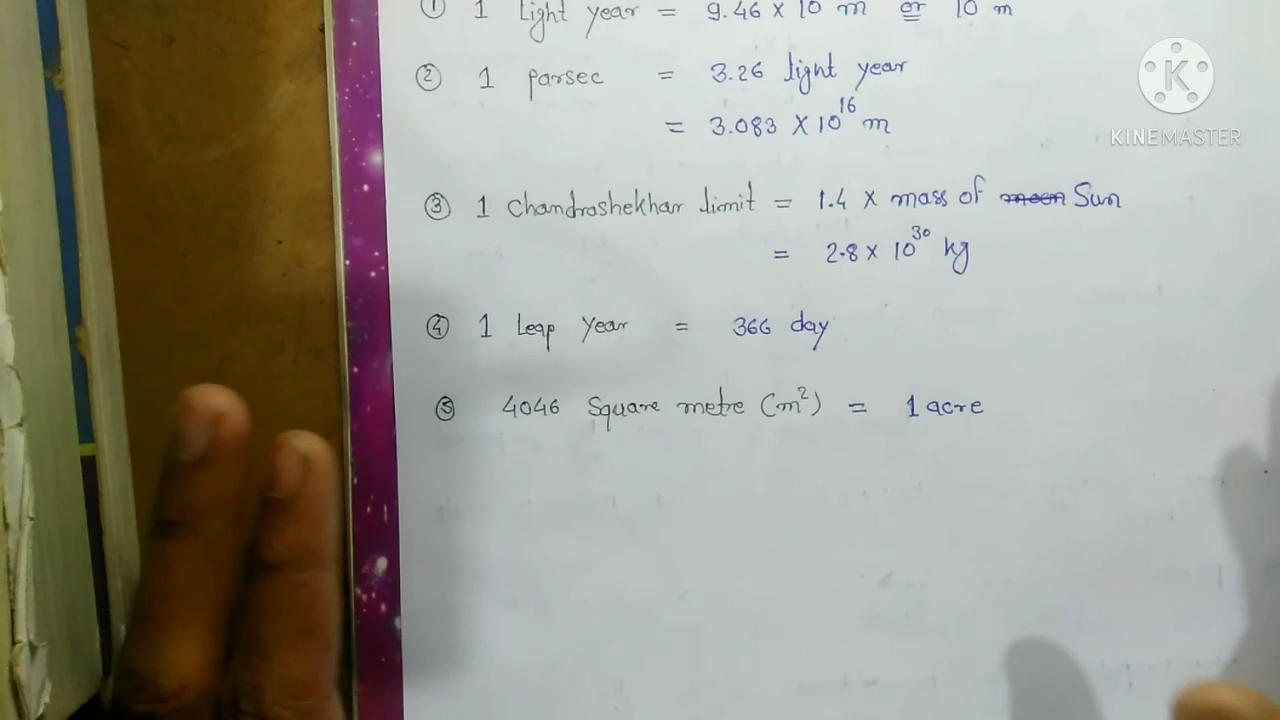 ① 1 Light year = 9.46 × 10 m or 10 m
② 1 parsec = 3.26 light year
= 3.083 × 10¹⁶ m
③ 1 Chandrashekhar limit = 1.4 × mass of ~~moon~~ Sun
= 2.8 × 10³⁰ kg
④ 1 Leap year = 366 day
⑤ 4046 Square metre (m²) = 1 acre
K
KINEMASTER